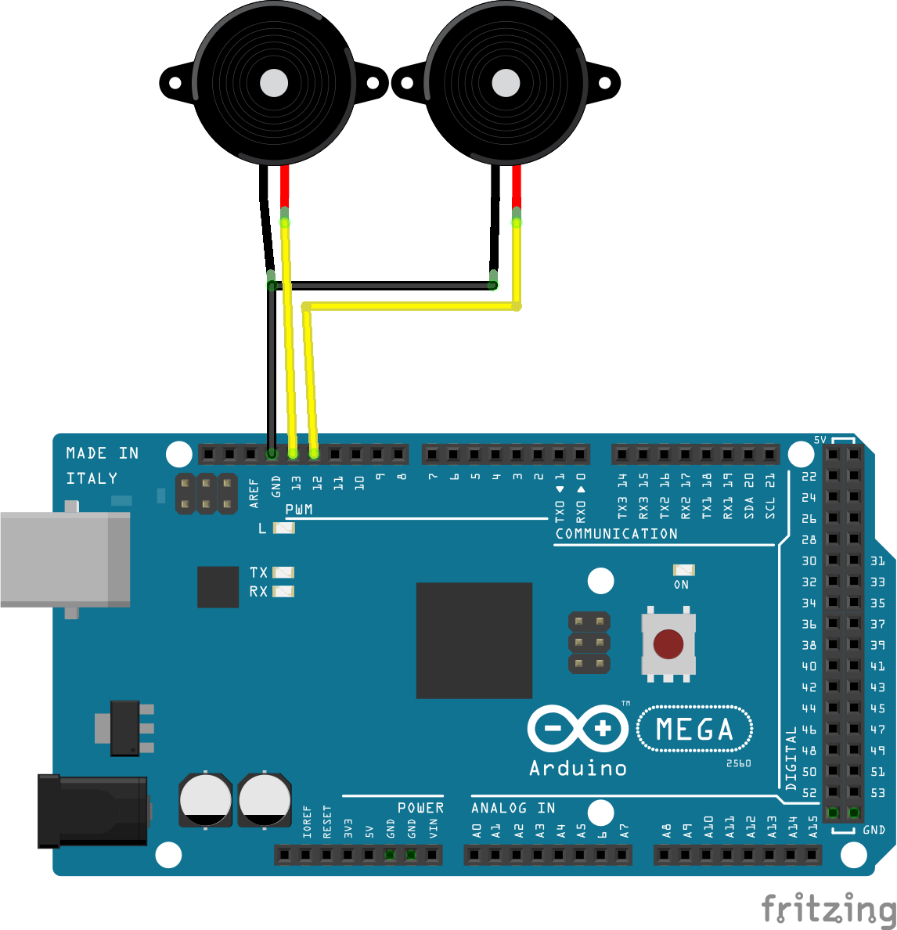 MADE IN
ITALY
AREF
GND
13
12
11
10
9
8
7
6
5
4
3
2
TX0 ◀ 1
RX0 ▶ 0
TX3 14
RX3 15
TX2 16
RX2 17
TX1 18
RX1 19
SDA 20
SCL 21
PWM
COMMUNICATION
L
TX
RX
ON
5V
22
24
26
28
30 31
32 33
34 35
36 37
38 39
40 41
42 43
44 45
46 47
48 49
50 51
52 53
GND
DIGITAL
TM
MEGA
2560
Arduino
POWER
ANALOG IN
IOREF
RESET
3V3
5V
GND
GND
VIN
A0
A1
A2
A3
A4
A5
6
A7
A8
A9
A10
A11
A12
A13
A14
A15
fritzing